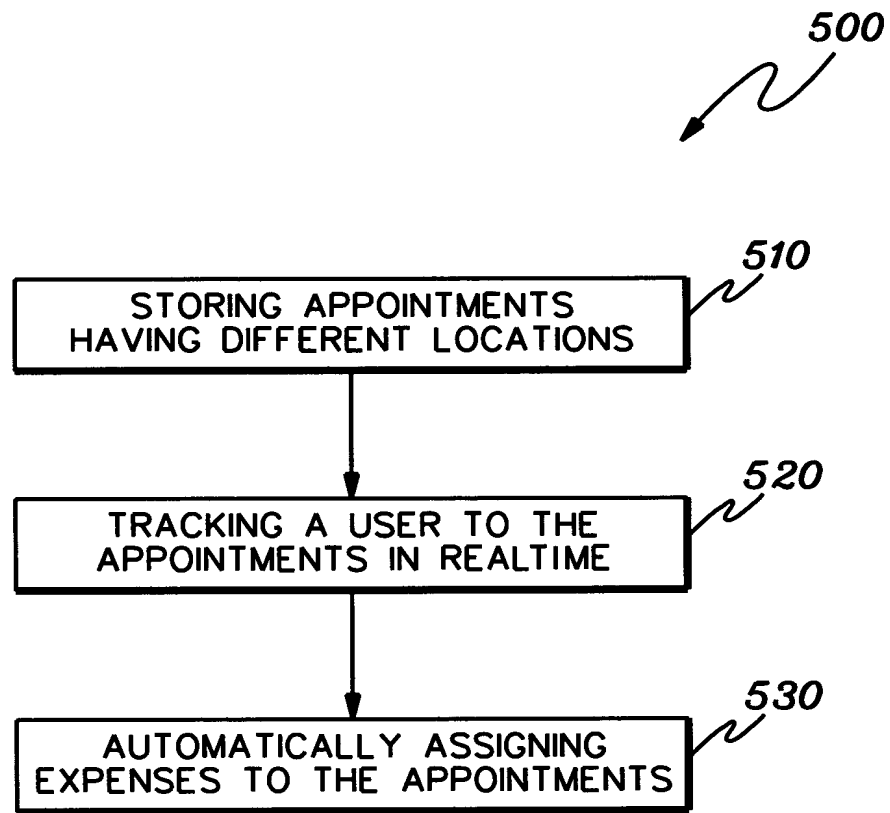 500
510
STORING APPOINTMENTS
HAVING DIFFERENT LOCATIONS
520
TRACKING A USER TO THE
APPOINTMENTS IN REALTIME
530
AUTOMATICALLY ASSIGNING
EXPENSES TO THE APPOINTMENTS